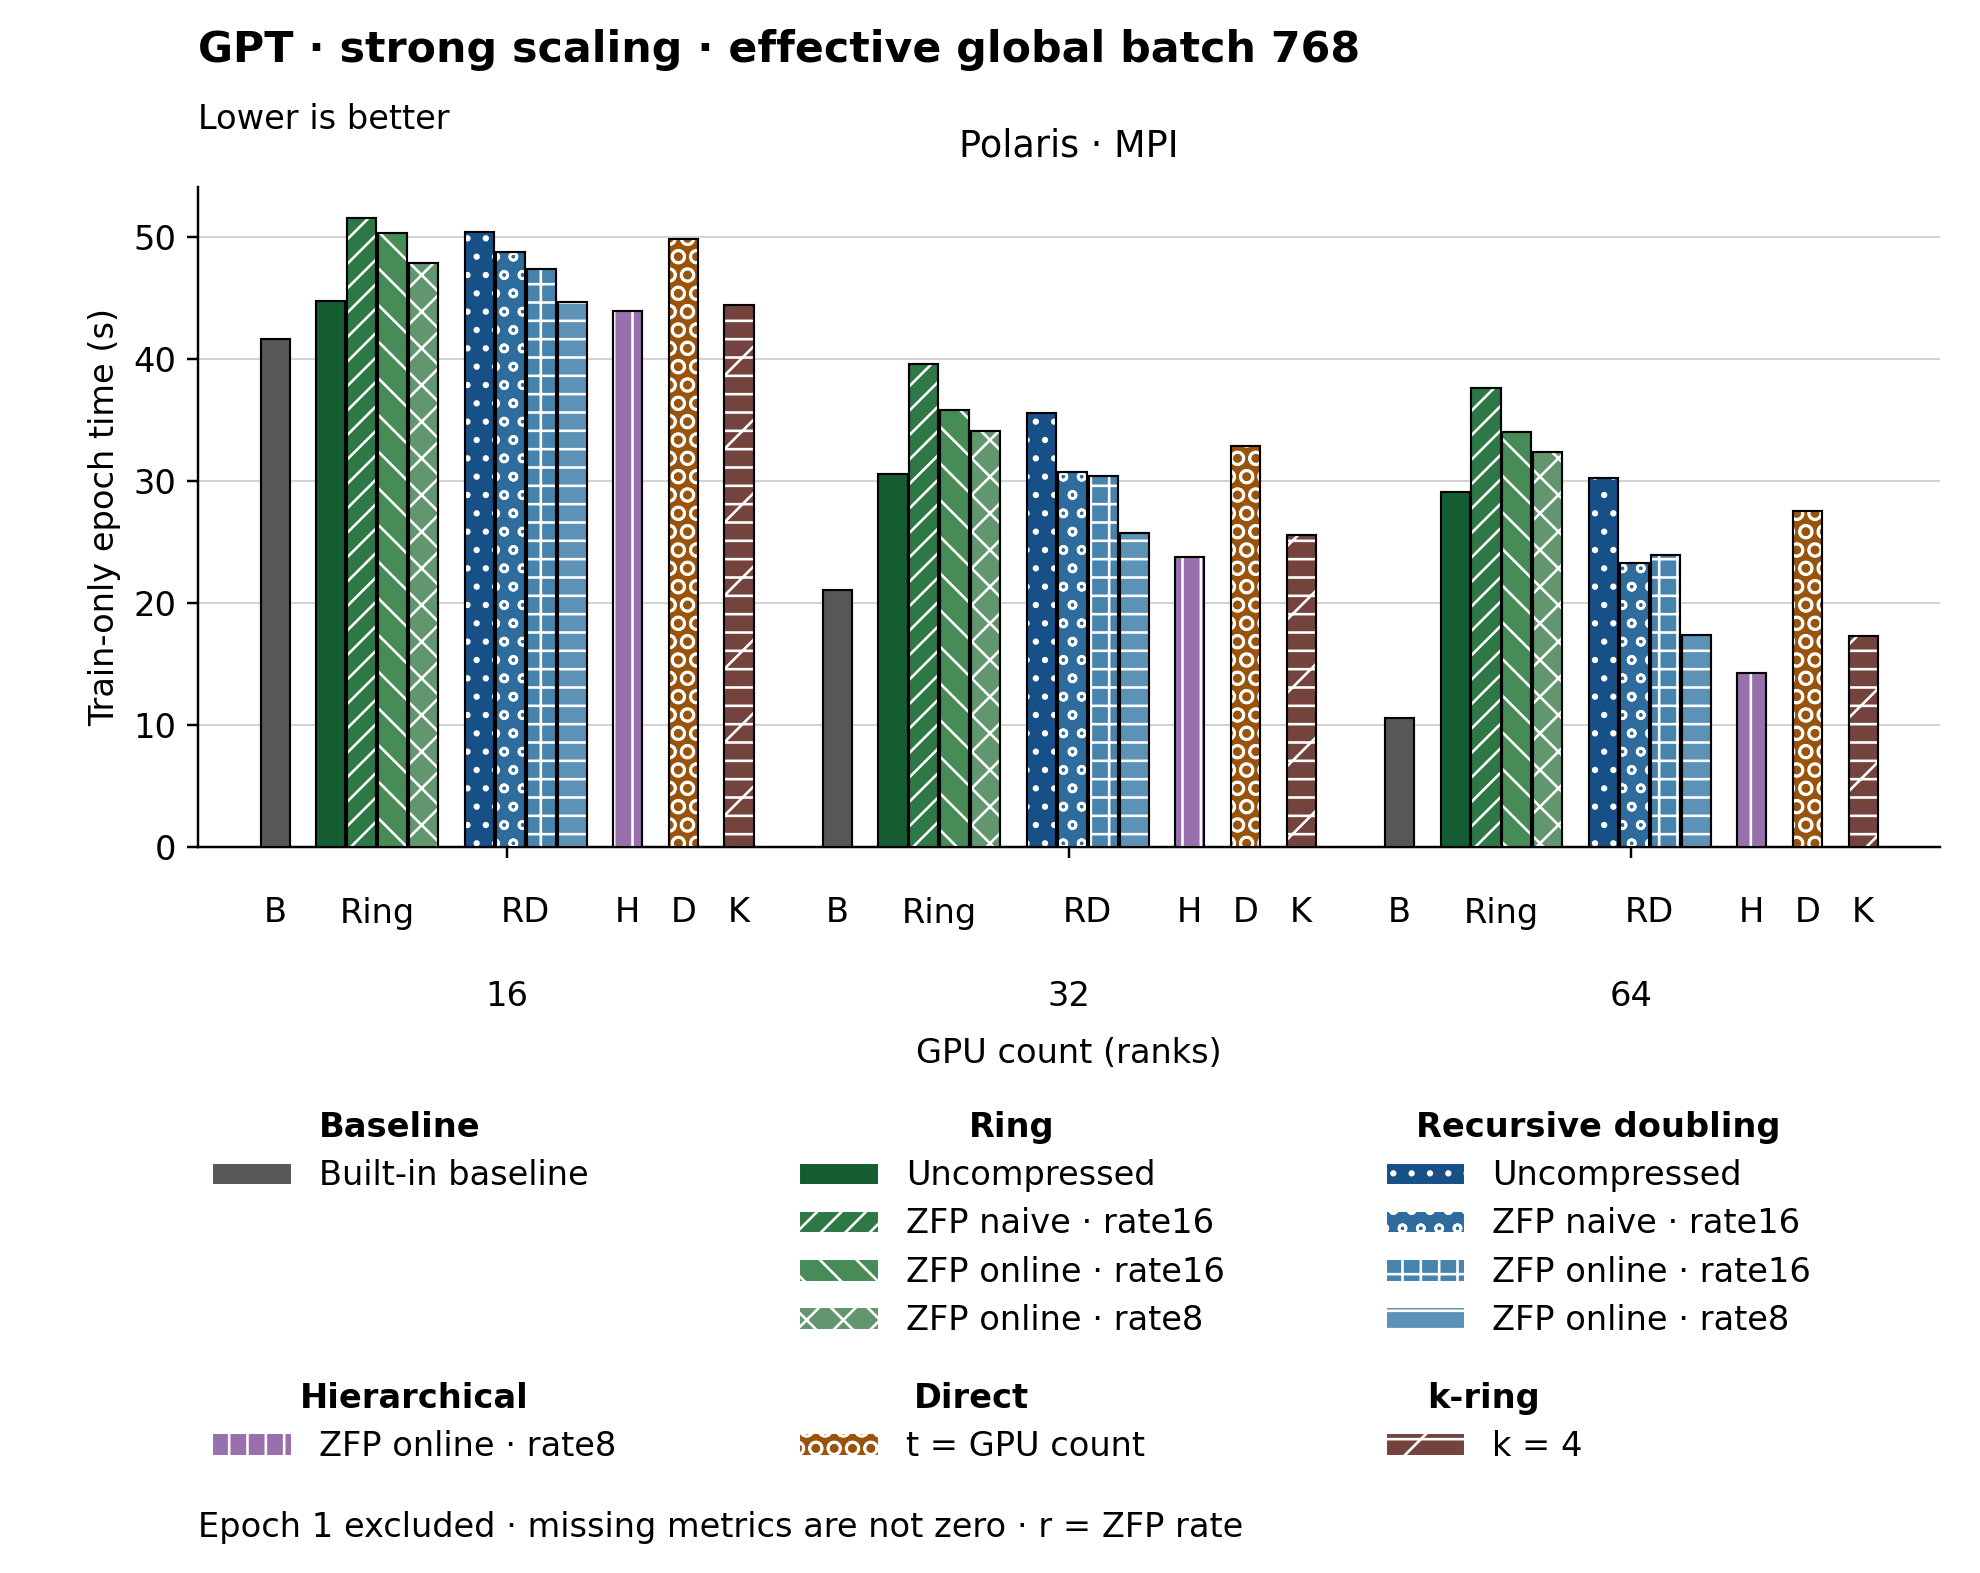 GPT · strong scaling · effective global batch 768
Lower is better
Polaris · MPI
Train-only epoch time (s)
50
40
30
20
10
0
B Ring RD H D K B Ring RD H D K B Ring RD H D K
16 32 64
GPU count (ranks)
Baseline
Built-in baseline
Ring
Uncompressed
ZFP naive · rate16
ZFP online · rate16
ZFP online · rate8
Recursive doubling
Uncompressed
ZFP naive · rate16
ZFP online · rate16
ZFP online · rate8
Hierarchical
ZFP online · rate8
Direct
t = GPU count
k-ring
k = 4
Epoch 1 excluded · missing metrics are not zero · r = ZFP rate